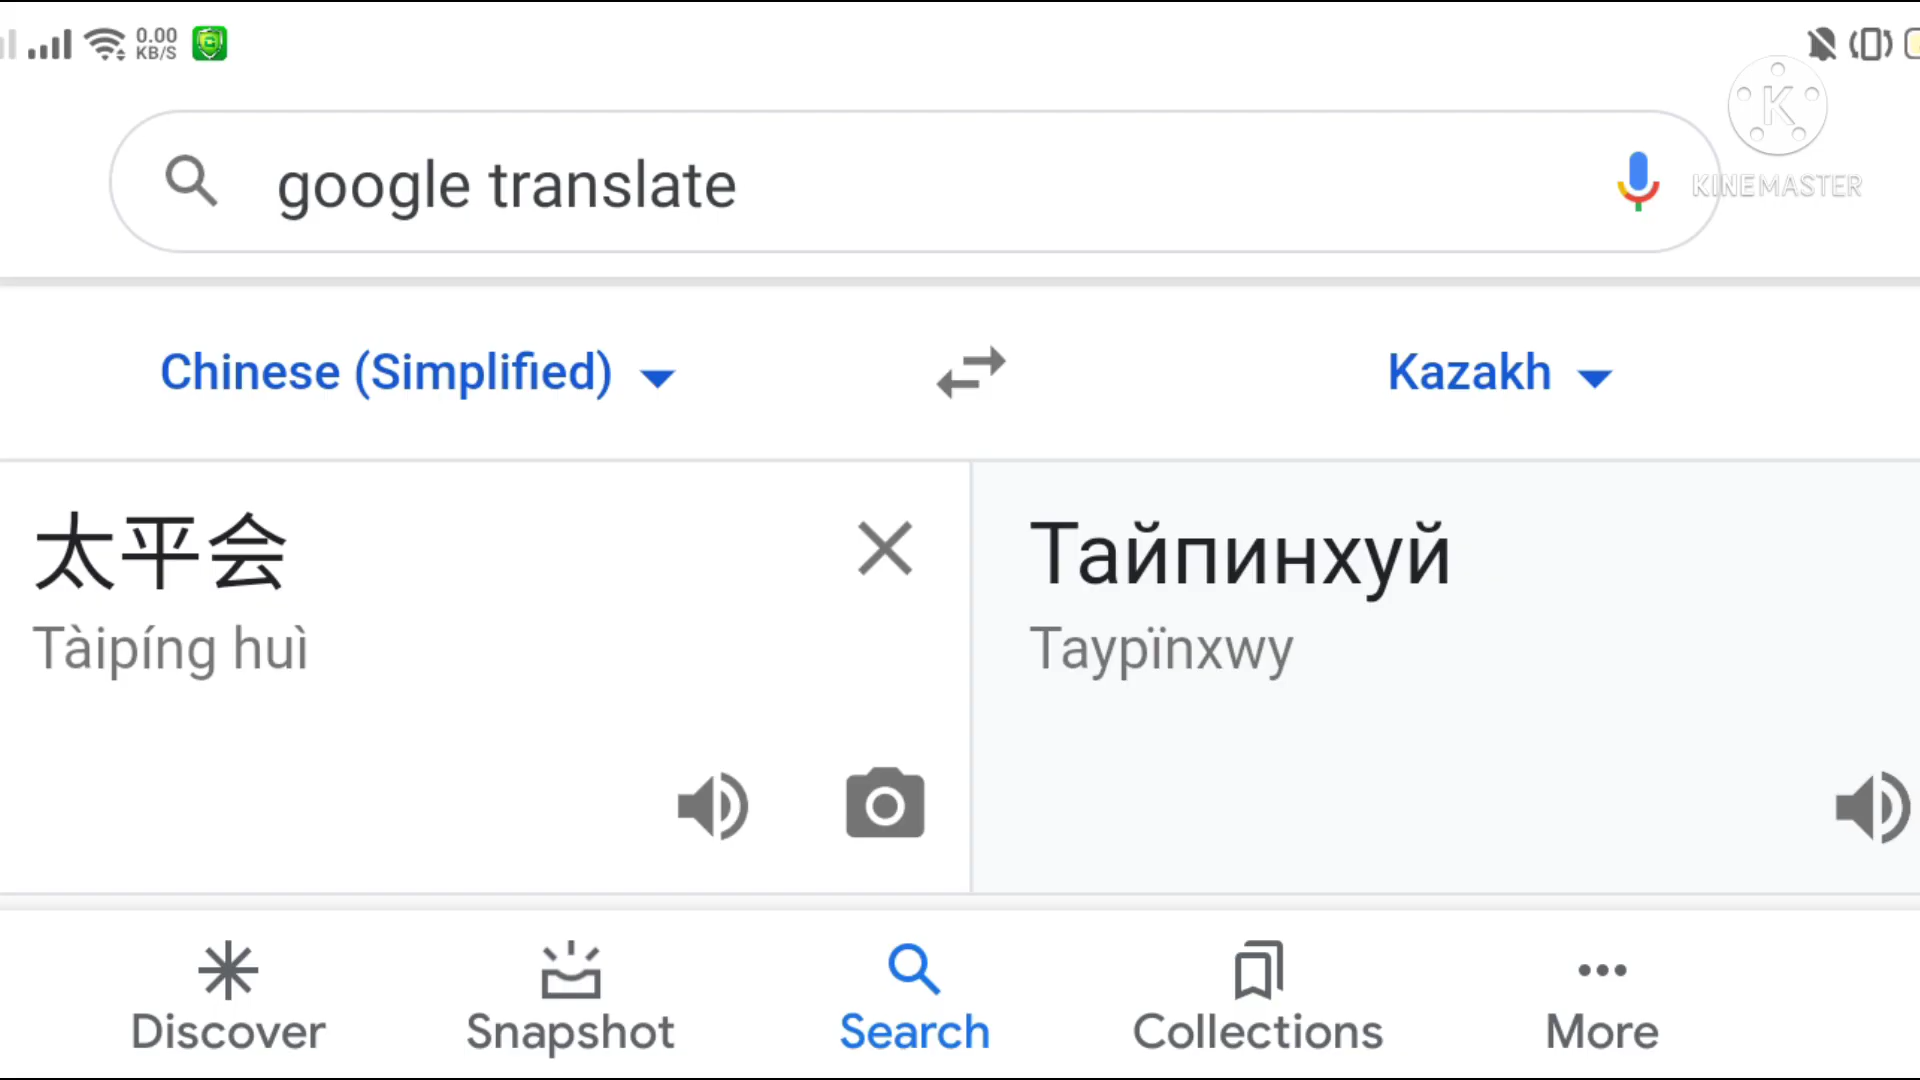 0.00
KB/S
K
KINEMASTER
google translate
Chinese (Simplified)
Kazakh
太平会
Tàipíng huì
Тайпинхуй
Taypïnxwy
Discover
Snapshot
Search
Collections
More